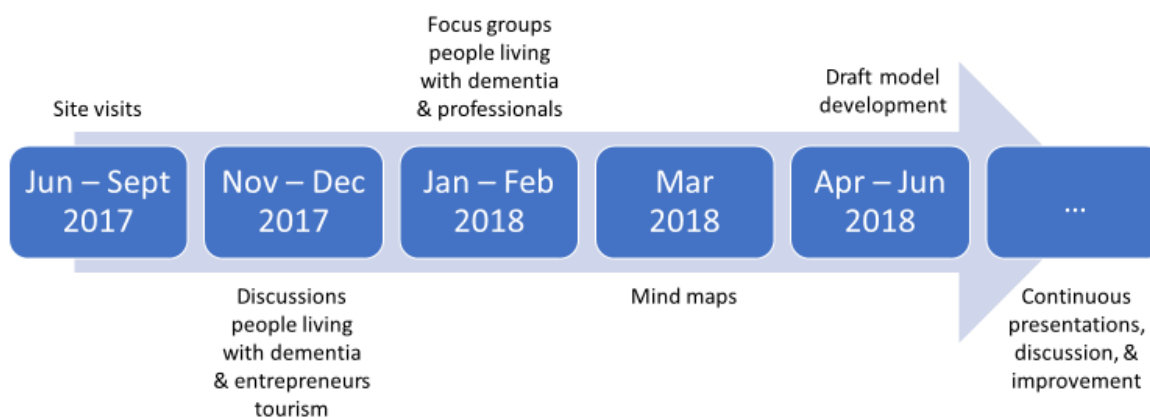 Focus groups
people living
with dementia
& professionals
Site visits
Draft model
development
Jun – Sept
2017
Nov – Dec
2017
Jan – Feb
2018
Mar
2018
Apr – Jun
2018
...
Discussions
people living
with dementia
& entrepreneurs
tourism
Mind maps
Continuous
presentations,
discussion, &
improvement